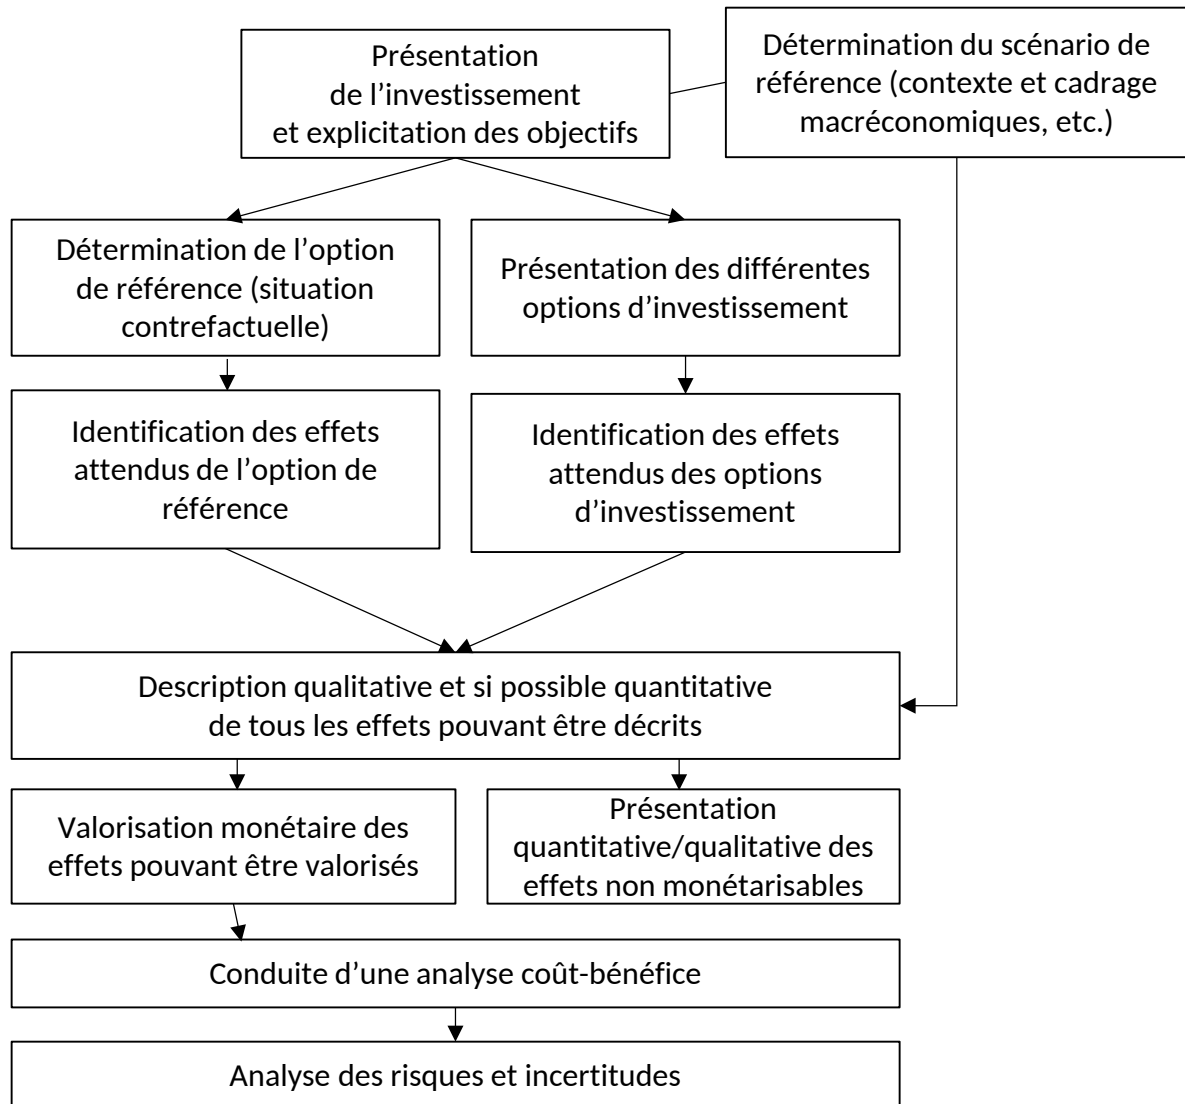 Présentation
de l’investissement
et explicitation des objectifs
Détermination du scénario de
référence (contexte et cadrage
macréconomiques, etc.)
Détermination de l’option
de référence (situation
contrefactuelle)
Présentation des différentes
options d’investissement
Identification des effets
attendus de l’option de
référence
Identification des effets
attendus des options
d’investissement
Description qualitative et si possible quantitative
de tous les effets pouvant être décrits
Valorisation monétaire des
effets pouvant être valorisés
Présentation
quantitative/qualitative des
effets non monétarisables
Conduite d’une analyse coût-bénéfice
Analyse des risques et incertitudes